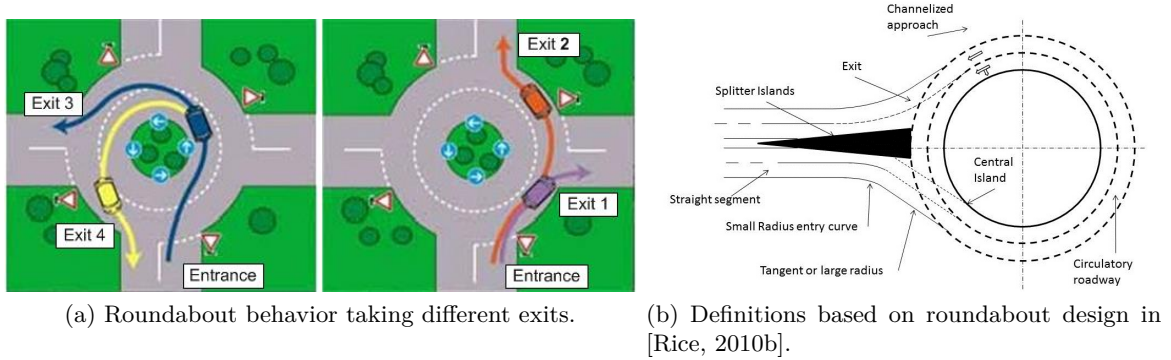 Exit 3
Exit 4
Entrance
Exit 2
Exit 1
Entrance
Channelized
approach
Exit
Splitter Islands
Central
Island
Straight segment
Small Radius entry curve
Tangent or large radius
Circulatory
roadway
(a) Roundabout behavior taking different exits.
(b) Definitions based on roundabout design in
[Rice, 2010b].